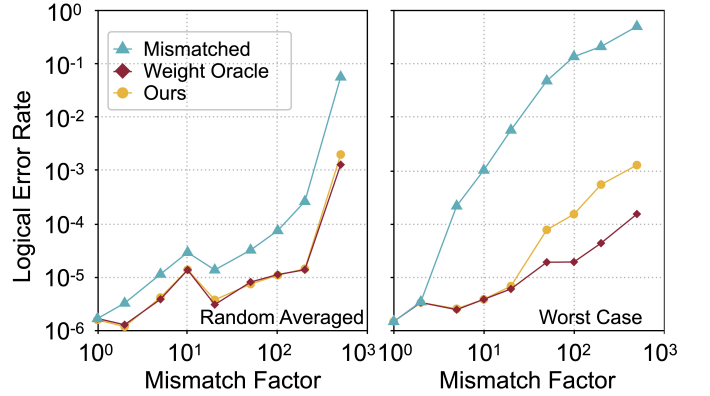 10^0
10^-1
10^-2
10^-3
10^-4
10^-5
10^-6
Logical Error Rate
Mismatched
Weight Oracle
Ours
Random Averaged
10^0 10^1 10^2 10^3
Mismatch Factor
Worst Case
10^0 10^1 10^2 10^3
Mismatch Factor